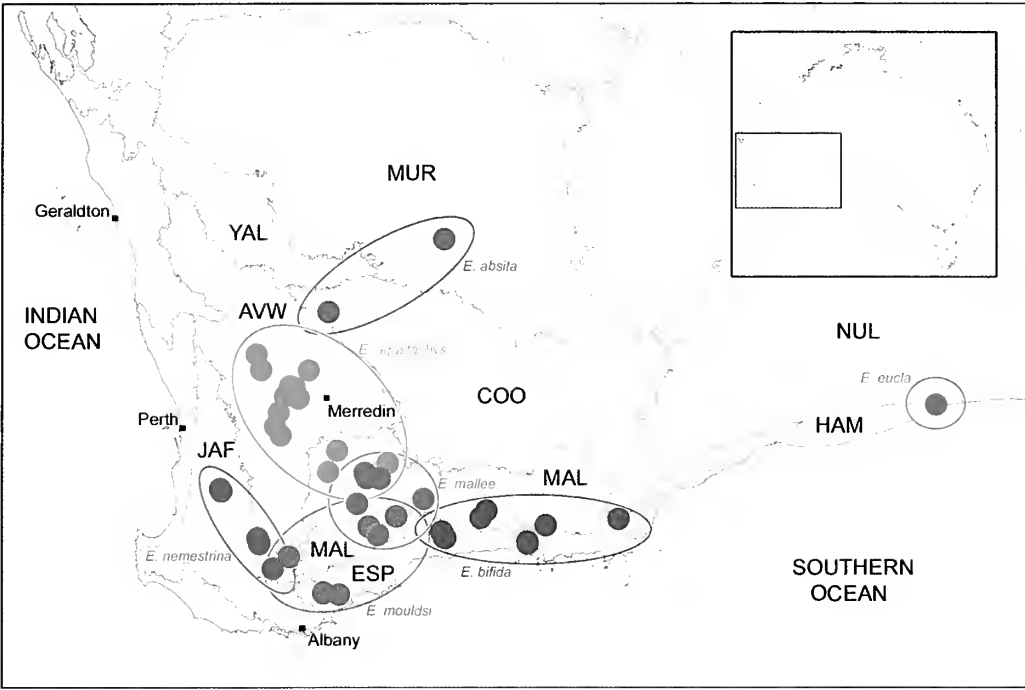 MUR
Geraldton
YAL
E. absita
INDIAN
OCEAN
AVW
NUL
E. eucla
COO
Merredin
Perth
HAM
JAF
E. mallee
MAL
E. nemestrina
MAL
ESP
E. bifida
E. mouldsi
SOUTHERN
OCEAN
Albany